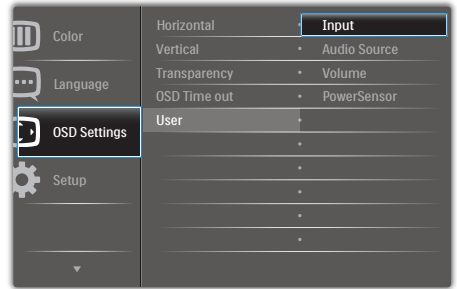 Color
Language
OSD Settings
Setup
Horizontal
Vertical
Transparency
OSD Time out
User
Input
Audio Source
Volume
PowerSensor